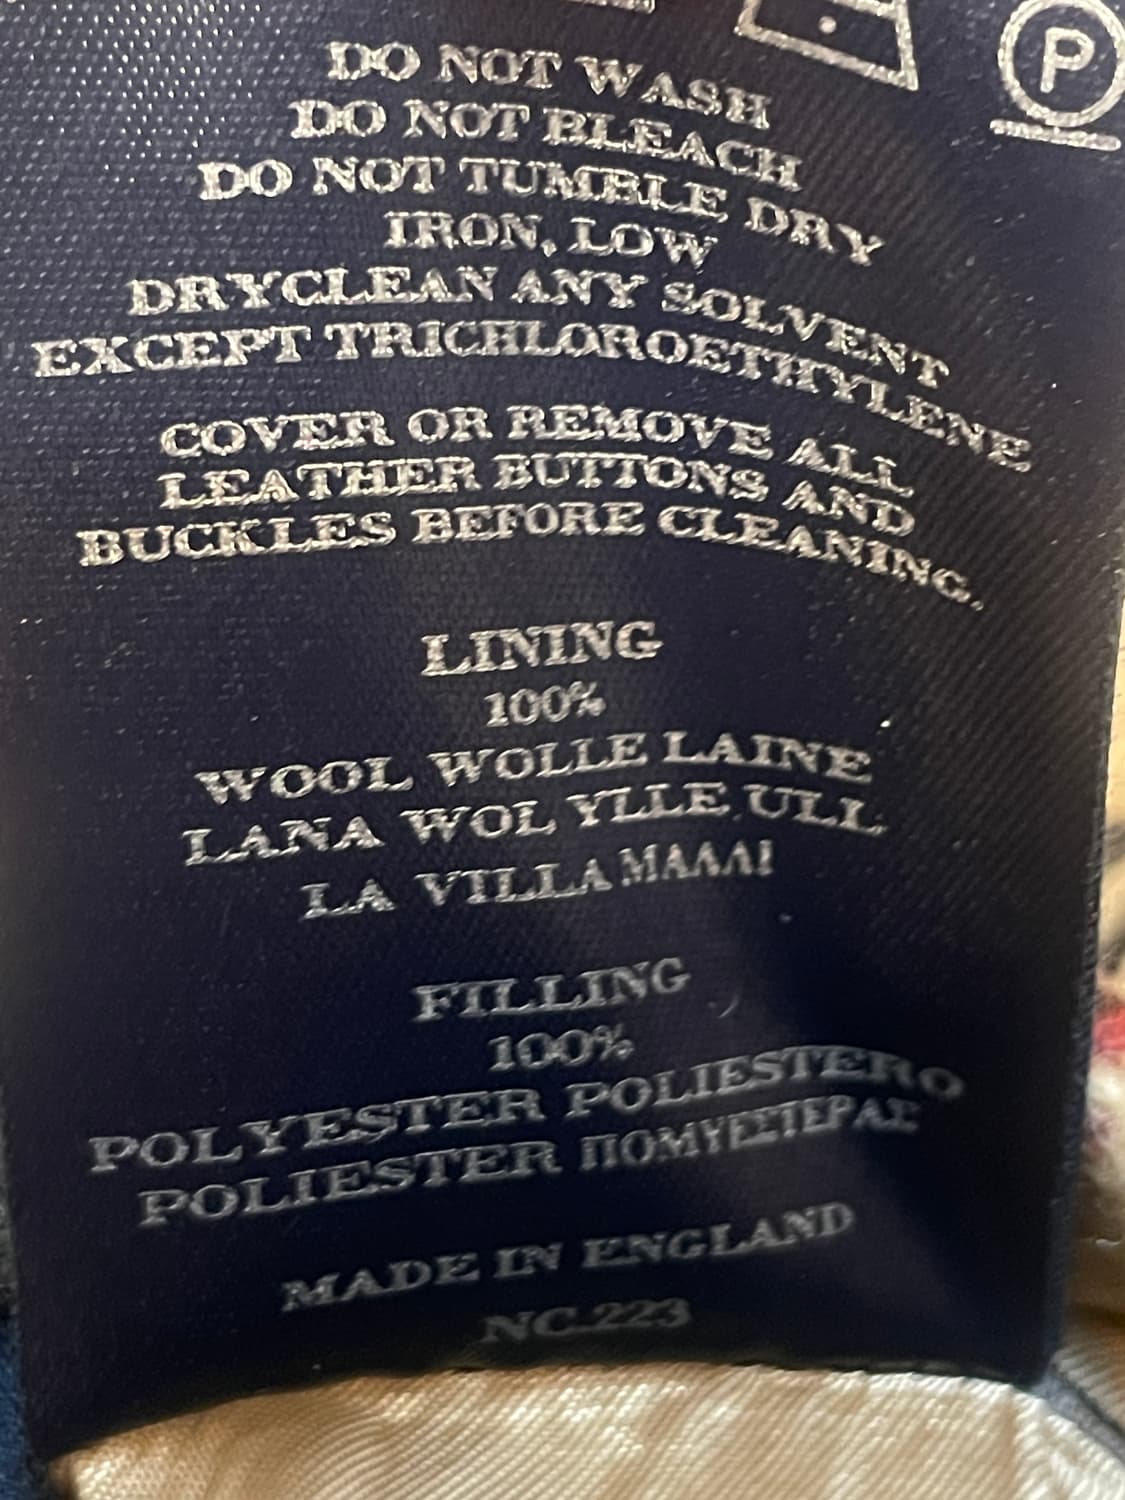 P
DO NOT WASH
DO NOT BLEACH
DO NOT TUMBLE DRY
IRON, LOW
DRYCLEAN ANY SOLVENT
EXCEPT TRICHLOROETHYLENE
COVER OR REMOVE ALL
LEATHER BUTTONS AND
BUCKLES BEFORE CLEANING.
LINING
100%
WOOL WOLLE LAINE
LANA WOL YLLE ULL
LA VILLA ΜΑΛΛΙ
FILLING
100%
POLYESTER POLIESTERO
POLIESTER ΠΟΜΥΕΣΤΕΡΑΣ
MADE IN ENGLAND
NC.223